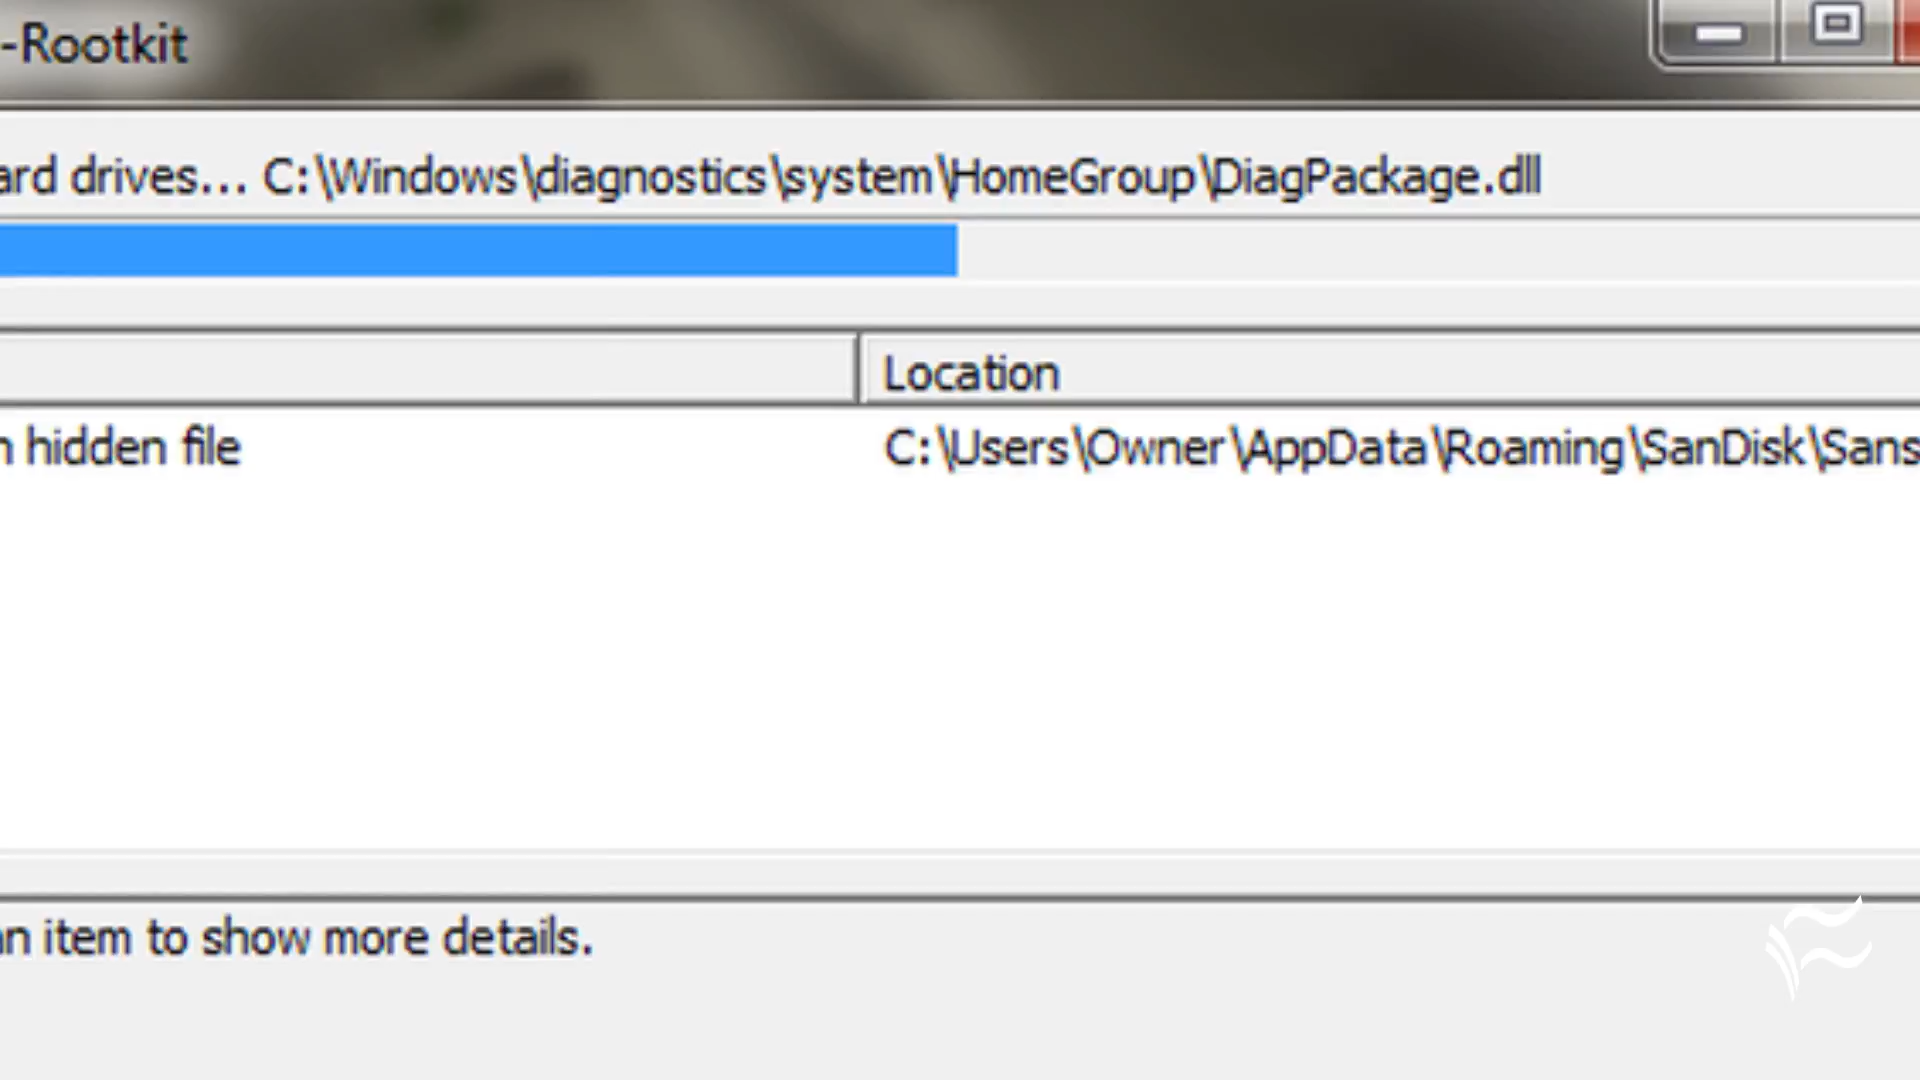 -Rootkit
ard drives... C:\Windows\diagnostics\system\HomeGroup\DiagPackage.dll
Location
n hidden file C:\Users\Owner\AppData\Roaming\SanDisk\Sans
an item to show more details.